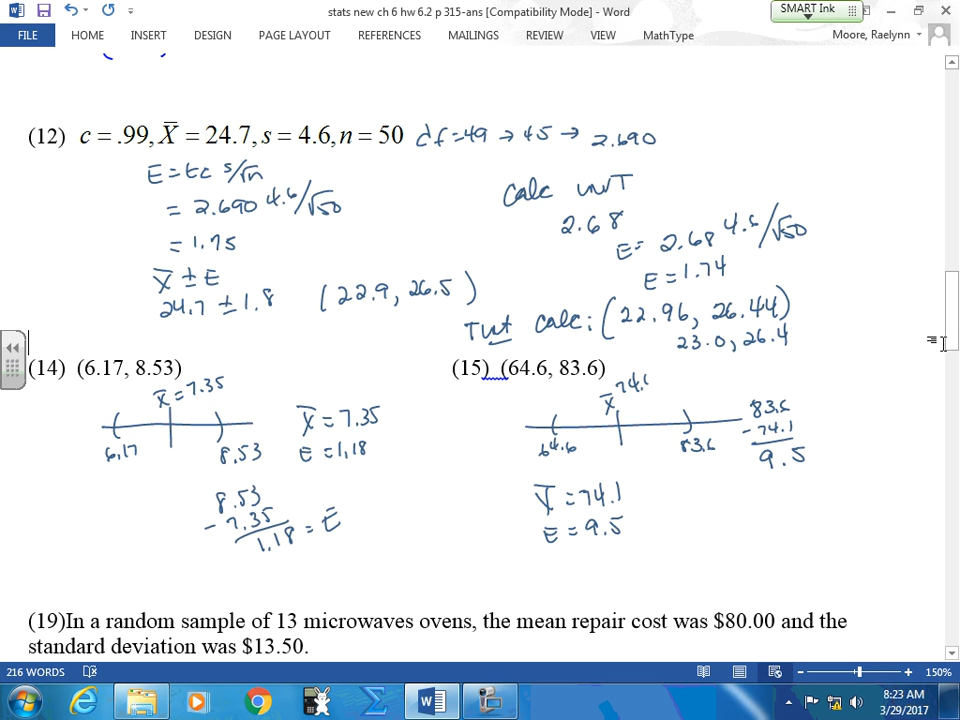 stats new ch 6 hw 6.2 p 315-ans [Compatibility Mode] - Word
SMART Ink
FILE HOME INSERT DESIGN PAGE LAYOUT REFERENCES MAILINGS REVIEW VIEW MathType Moore, Raelynn
(12) c = .99, X̄ = 24.7, s = 4.6, n = 50 df = 49 → 45 → 2.690
E = tc s/√n
= 2.690 4.6/√50
= 1.75
X̄ ± E
24.7 ± 1.8 (22.9, 26.5)
Calc invT
2.68
E = 2.68 4.6/√50
E = 1.74
TInt calc: (22.96, 26.44)
23.0, 26.4
(14) (6.17, 8.53)
X̄ = 7.35
6.17 8.53
X̄ = 7.35
E = 1.18
8.53
- 7.35
1.18 = E
(15) (64.6, 83.6)
X̄ 74.1
64.6 83.6
83.6
- 74.1
9.5
X̄ = 74.1
E = 9.5
(19)In a random sample of 13 microwaves ovens, the mean repair cost was $80.00 and the
standard deviation was $13.50.
216 WORDS 150%
8:23 AM
3/29/2017